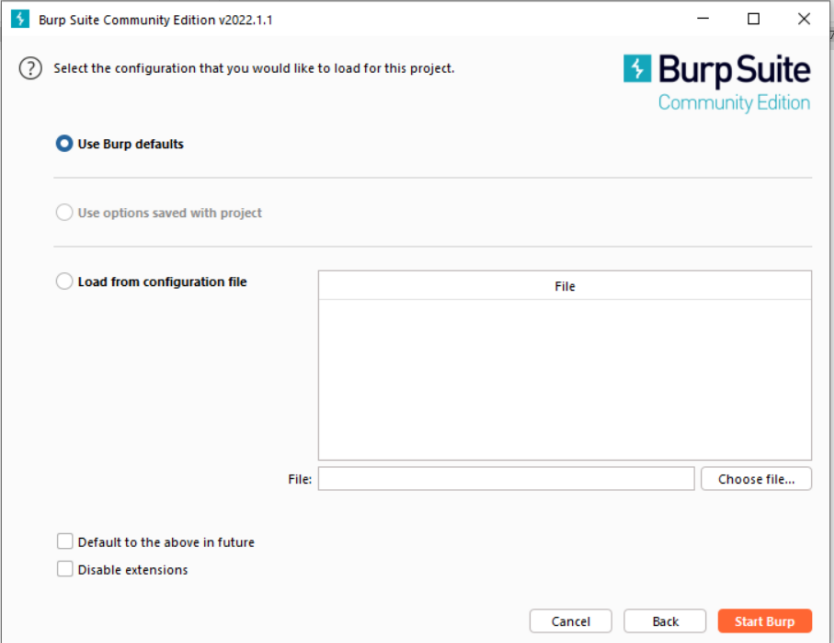 Burp Suite Community Edition v2022.1.1
Select the configuration that you would like to load for this project.
Burp Suite
Community Edition
Use Burp defaults
Use options saved with project
Load from configuration file
File
File:
Choose file...
Default to the above in future
Disable extensions
Cancel
Back
Start Burp